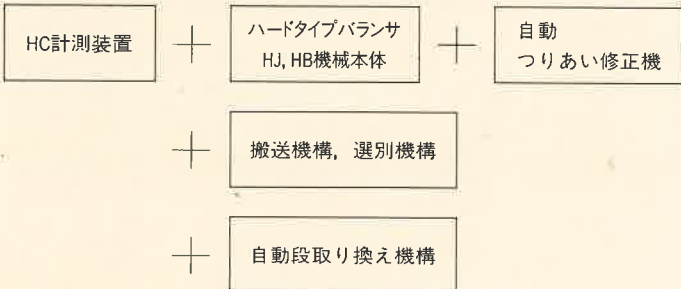 HC計測装置
+
ハードタイプバランサ
HJ, HB機械本体
+
自動
つりあい修正機
+
搬送機構，選別機構
+
自動段取り換え機構